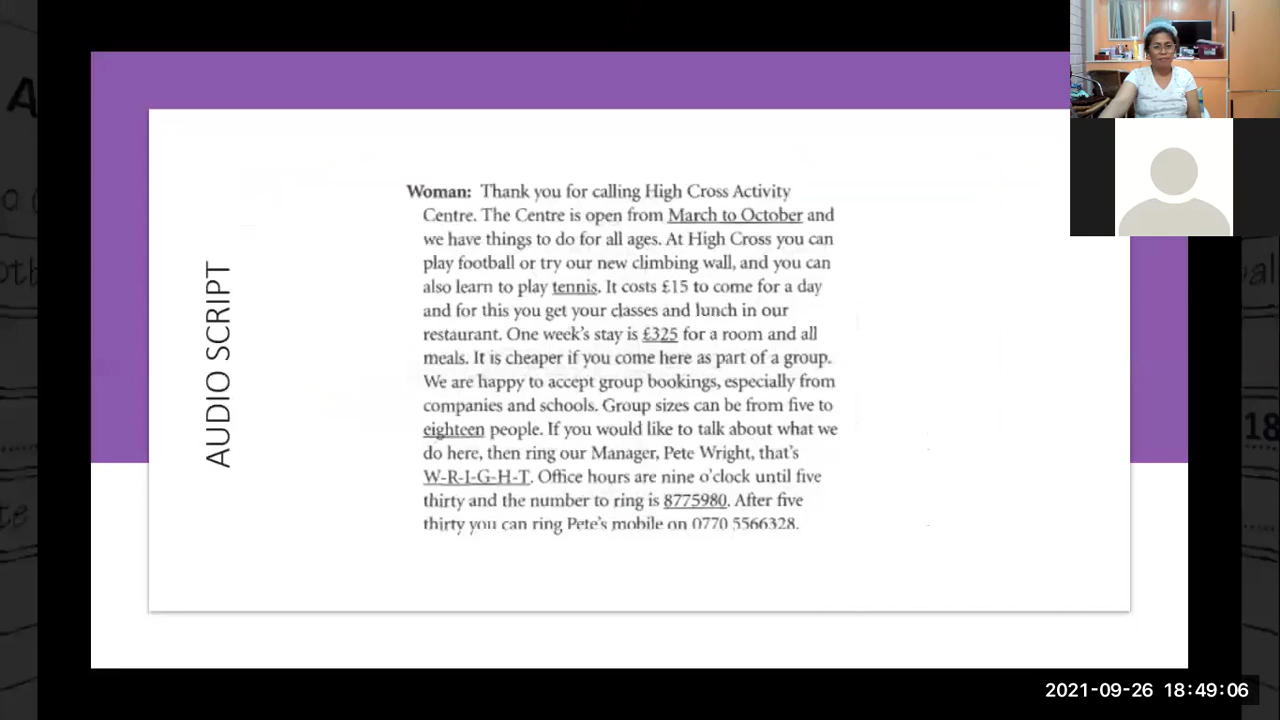 AUDIO SCRIPT
Woman: Thank you for calling High Cross Activity
Centre. The Centre is open from March to October and
we have things to do for all ages. At High Cross you can
play football or try our new climbing wall, and you can
also learn to play tennis. It costs £15 to come for a day
and for this you get your classes and lunch in our
restaurant. One week's stay is £325 for a room and all
meals. It is cheaper if you come here as part of a group.
We are happy to accept group bookings, especially from
companies and schools. Group sizes can be from five to
eighteen people. If you would like to talk about what we
do here, then ring our Manager, Pete Wright, that's
W-R-I-G-H-T. Office hours are nine o'clock until five
thirty and the number to ring is 8775980. After five
thirty you can ring Pete's mobile on 0770 5566328.
18
2021-09-26 18:49:06